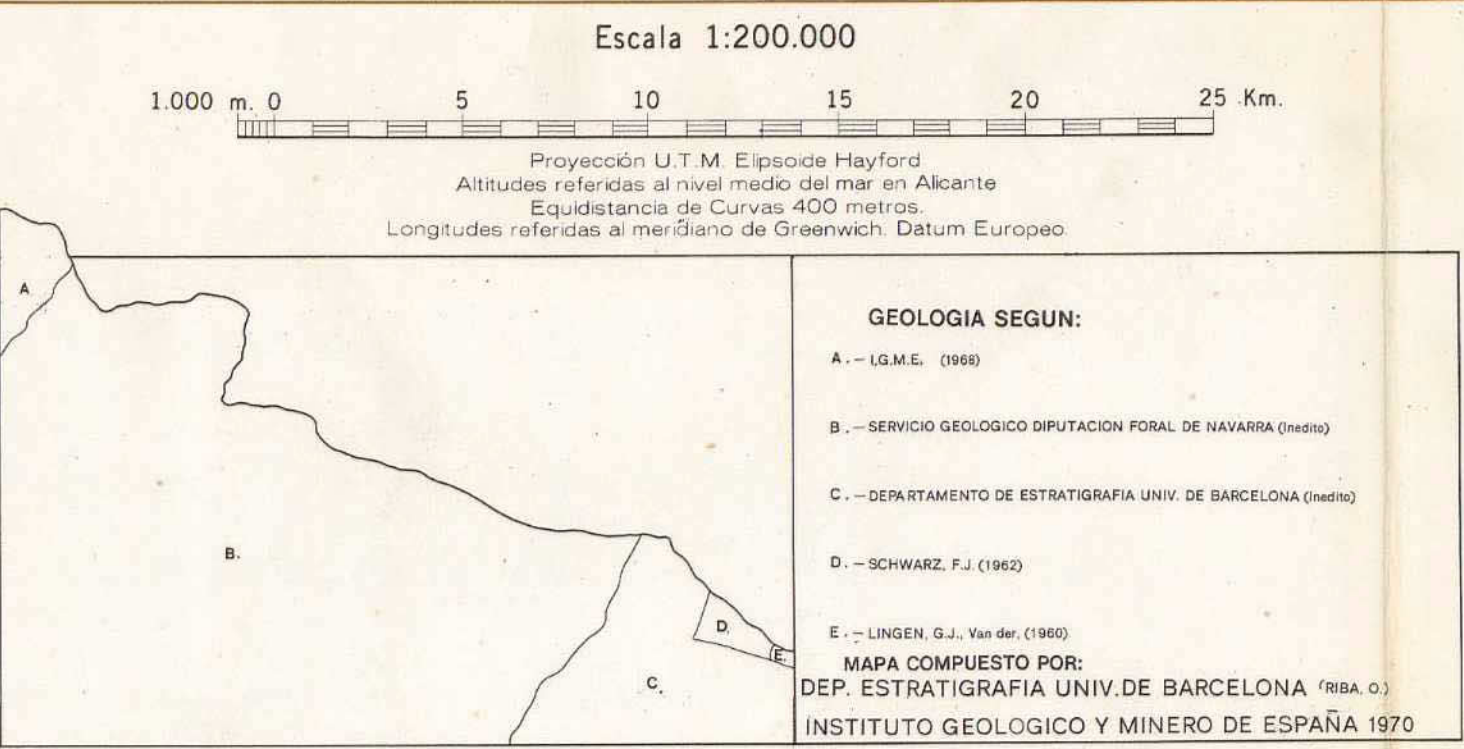 Escala 1:200.000
1.000 m. 0 5 10 15 20 25 Km.
Proyección U.T.M. Elipsoide Hayford
Altitudes referidas al nivel medio del mar en Alicante
Equidistancia de Curvas 400 metros.
Longitudes referidas al meridiano de Greenwich. Datum Europeo.
A
B.
C.
D.
E.
GEOLOGIA SEGUN:
A.- I.G.M.E. (1968)
B.- SERVICIO GEOLOGICO DIPUTACION FORAL DE NAVARRA (Inedito)
C.- DEPARTAMENTO DE ESTRATIGRAFIA UNIV. DE BARCELONA (Inedito)
D.- SCHWARZ, F.J. (1962)
E.- LINGEN, G.J., Van der, (1960)
MAPA COMPUESTO POR:
DEP. ESTRATIGRAFIA UNIV. DE BARCELONA (RIBA, O.)
INSTITUTO GEOLOGICO Y MINERO DE ESPAÑA 1970